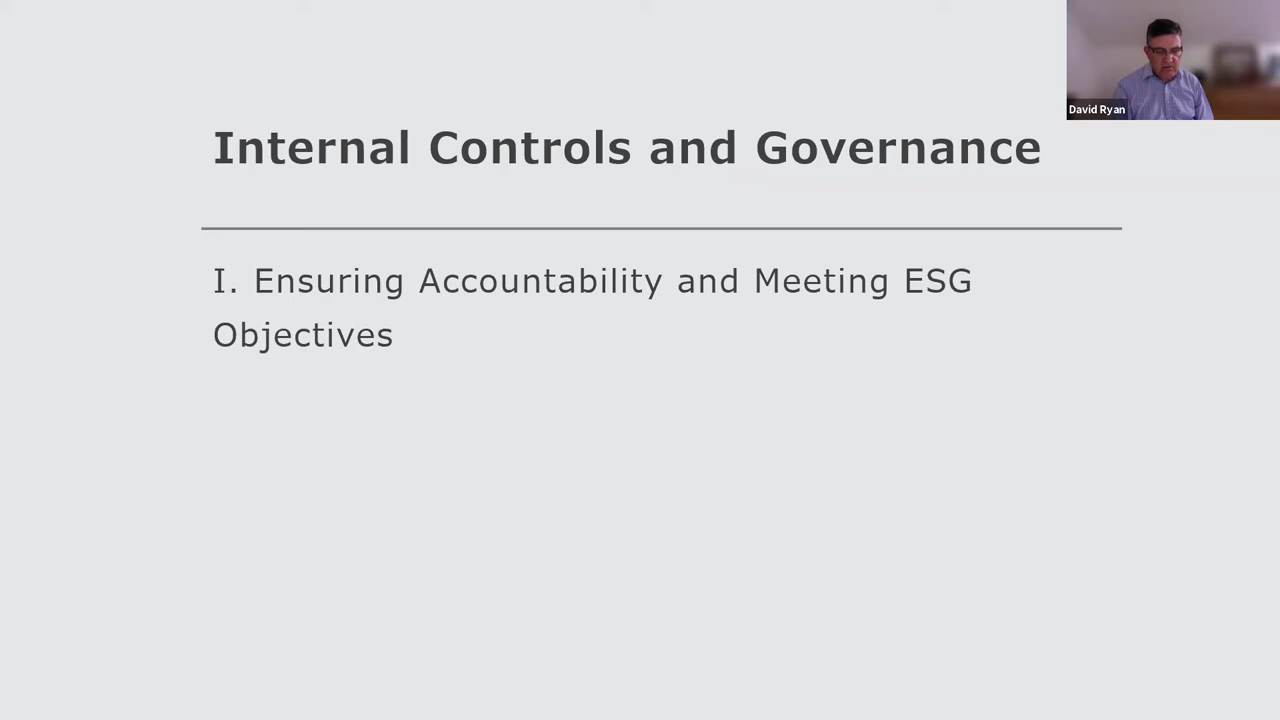 Internal Controls and Governance
I. Ensuring Accountability and Meeting ESG
Objectives
David Ryan